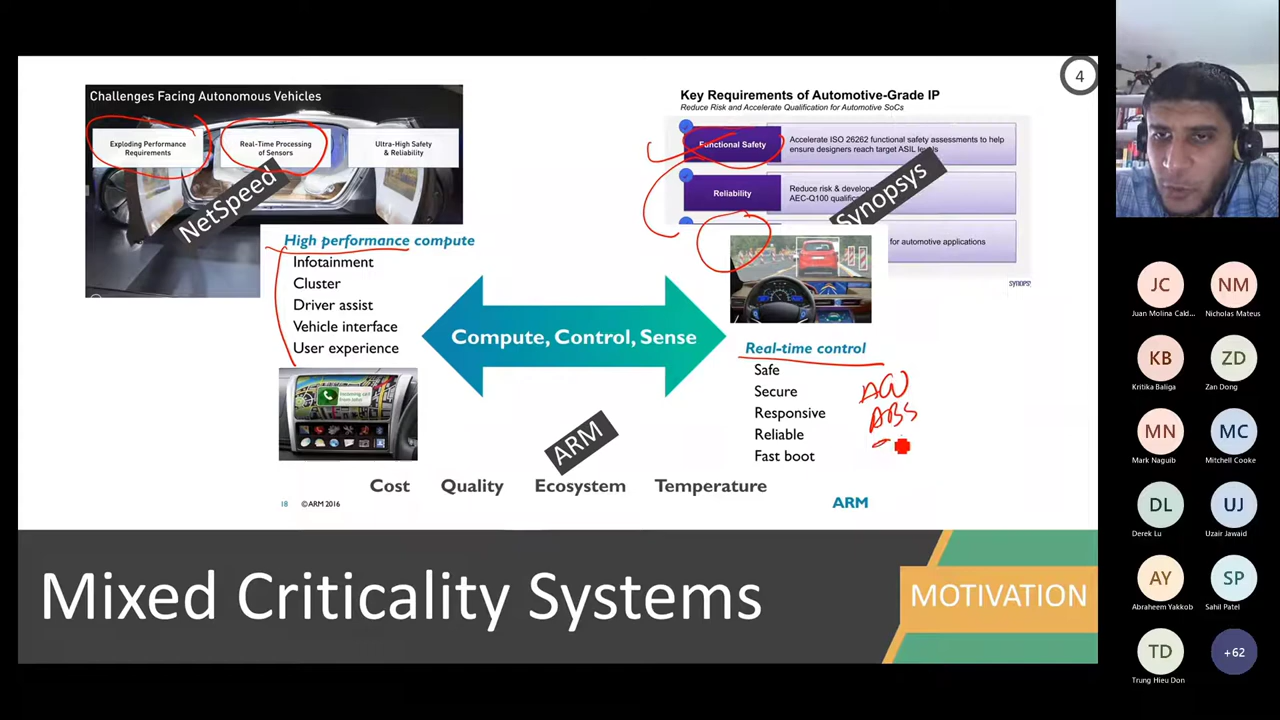 4
Challenges Facing Autonomous Vehicles
Exploding Performance
Requirements
Real-Time Processing
of Sensors
Ultra-High Safety
& Reliability
NetSpeed
Key Requirements of Automotive-Grade IP
Reduce Risk and Accelerate Qualification for Automotive SoCs
Functional Safety
Accelerate ISO 26262 functional safety assessments to help
ensure designers reach target ASIL levels
Reliability
Reduce risk & develop
AEC-Q100 qualific
for automotive applications
Synopsys
SYNOPS
High performance compute
Infotainment
Cluster
Driver assist
Vehicle interface
User experience
Compute, Control, Sense
Real-time control
Safe
Secure
Responsive
Reliable
Fast boot
ABS
ARM
Cost Quality Ecosystem Temperature
18 ©ARM 2016
ARM
Mixed Criticality Systems
MOTIVATION
JC
Juan Molina Cald...
NM
Nicholas Mateus
KB
Kritika Baliga
ZD
Zan Dong
MN
Mark Naguib
MC
Mitchell Cooke
DL
Derek Lu
UJ
Uzair Jawaid
AY
Abraheem Yakkob
SP
Sahil Patel
TD
Trung Hieu Don
+62